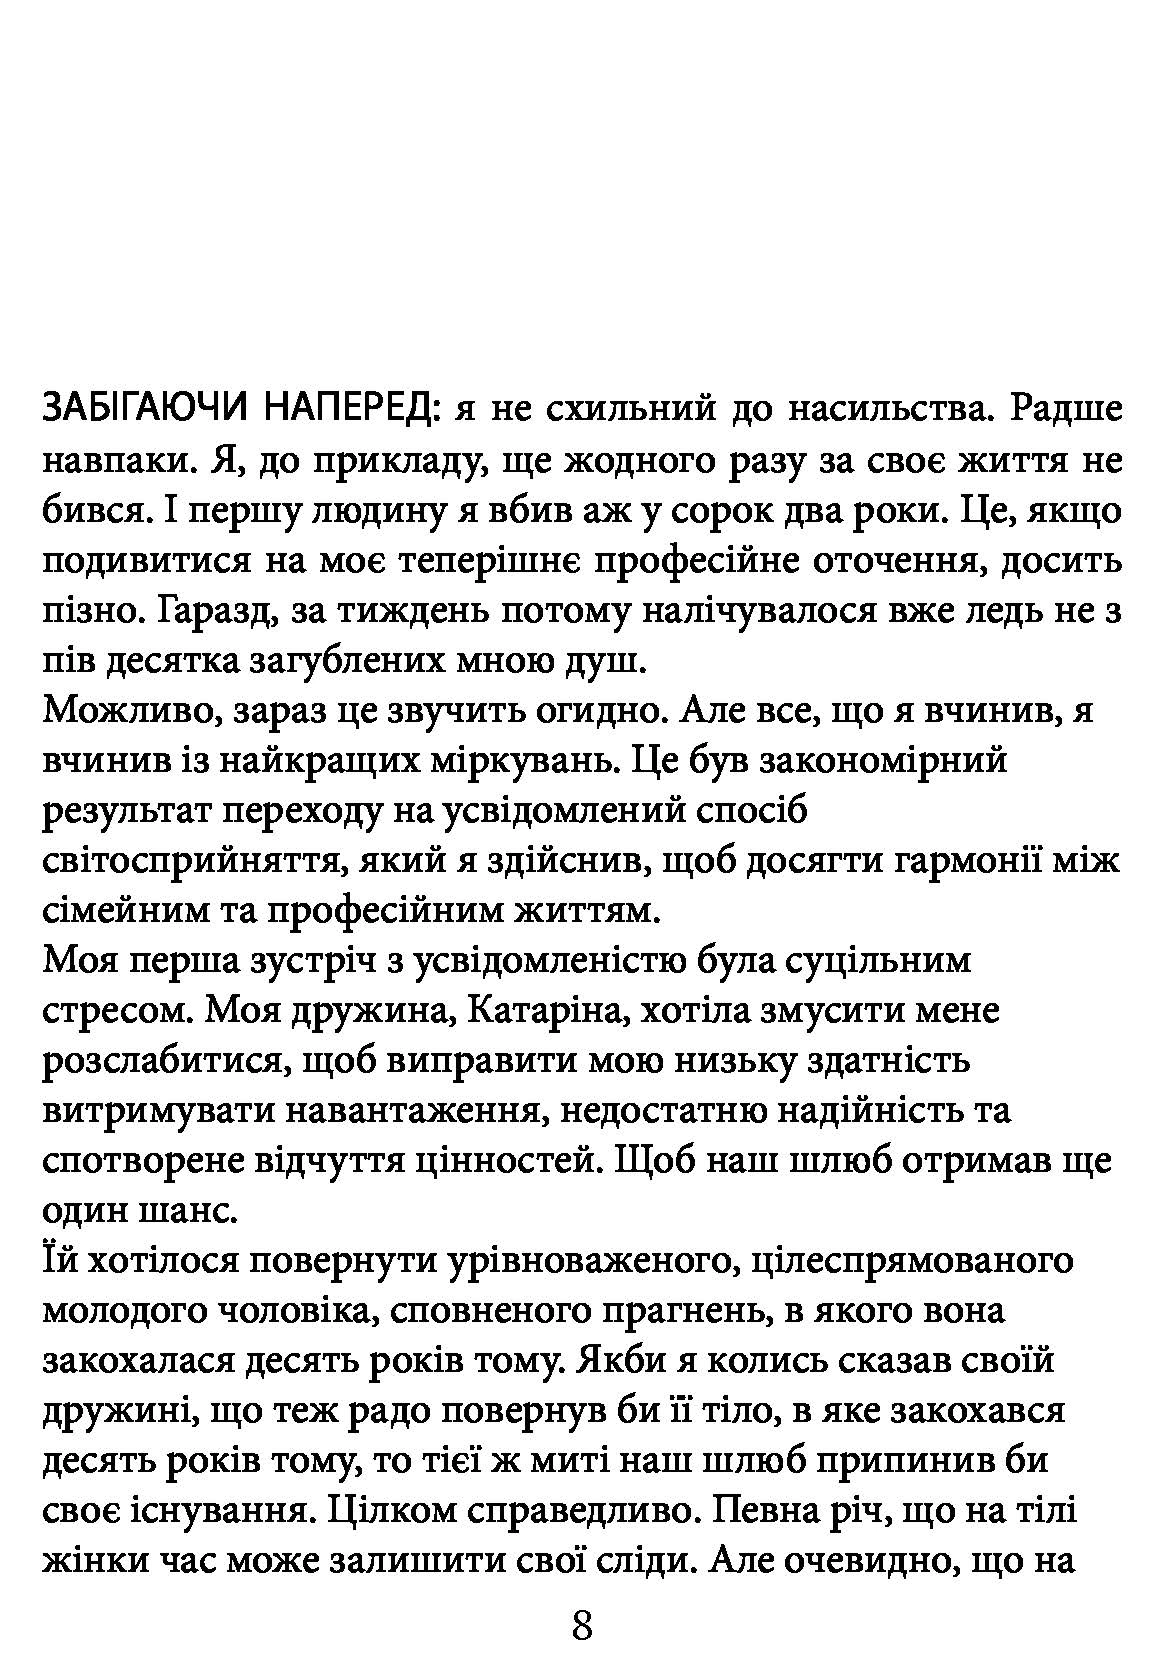 ЗАБІГАЮЧИ НАПЕРЕД: я не схильний до насильства. Радше
навпаки. Я, до прикладу, ще жодного разу за своє життя не
бився. І першу людину я вбив аж у сорок два роки. Це, якщо
подивитися на моє теперішнє професійне оточення, досить
пізно. Гаразд, за тиждень потому налічувалося вже ледь не з
пів десятка загублених мною душ.
Можливо, зараз це звучить огидно. Але все, що я вчинив, я
вчинив із найкращих міркувань. Це був закономірний
результат переходу на усвідомлений спосіб
світосприйняття, який я здійснив, щоб досягти гармонії між
сімейним та професійним життям.
Моя перша зустріч з усвідомленістю була суцільним
стресом. Моя дружина, Катаріна, хотіла змусити мене
розслабитися, щоб виправити мою низьку здатність
витримувати навантаження, недостатню надійність та
спотворене відчуття цінностей. Щоб наш шлюб отримав ще
один шанс.
Їй хотілося повернути урівноваженого, цілеспрямованого
молодого чоловіка, сповненого прагнень, в якого вона
закохалася десять років тому. Якби я колись сказав своїй
дружині, що теж радо повернув би її тіло, в яке закохався
десять років тому, то тієї ж миті наш шлюб припинив би
своє існування. Цілком справедливо. Певна річ, що на тілі
жінки час може залишити свої сліди. Але очевидно, що на
8